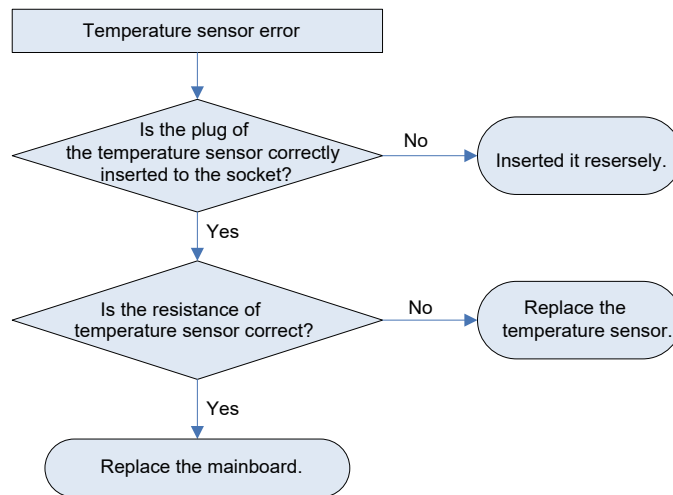 Temperature sensor error
Is the plug of
the temperature sensor correctly
inserted to the socket?
No
Inserted it resersely.
Yes
Is the resistance of
temperature sensor correct?
No
Replace the
temperature sensor.
Yes
Replace the mainboard.